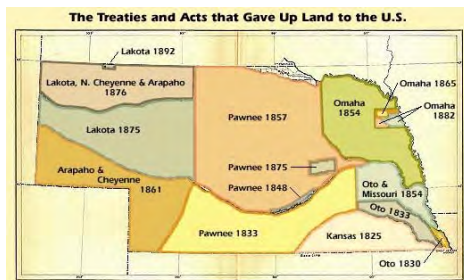 The Treaties and Acts that Gave Up Land to the U.S.
Lakota 1892
Lakota, N. Cheyenne & Arapaho
1876
Omaha 1865
Omaha
1854
Omaha
1882
Lakota 1875
Pawnee 1857
Arapaho &
Cheyenne
1861
Pawnee 1875
Pawnee 1848
Oto &
Missouri 1854
Oto 1833
Pawnee 1833
Kansas 1825
Oto 1830